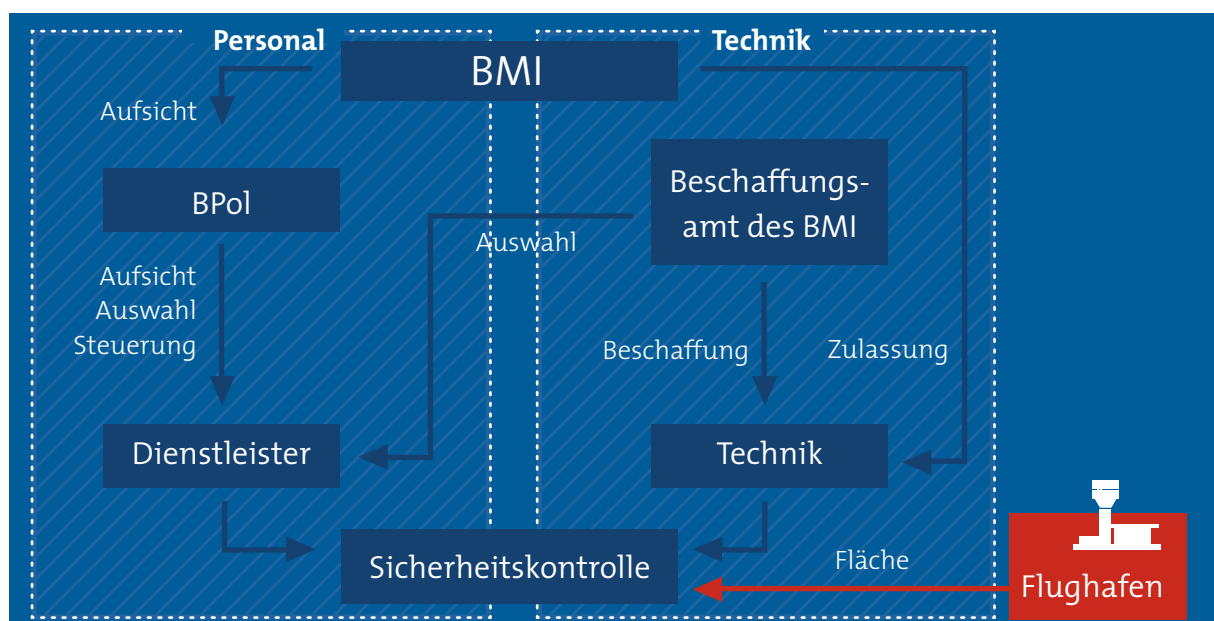 Personal
Technik
BMI
Aufsicht
BPol
Beschaffungs-
amt des BMI
Auswahl
Aufsicht
Auswahl
Steuerung
Beschaffung
Zulassung
Dienstleister
Technik
Sicherheitskontrolle
Fläche
Flughafen